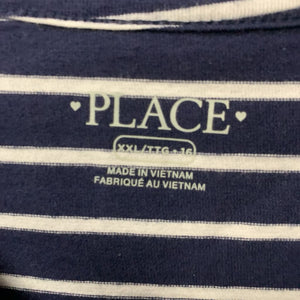 PLACE
XXL/TTG - 16
MADE IN VIETNAM
FABRIQUÉ AU VIETNAM